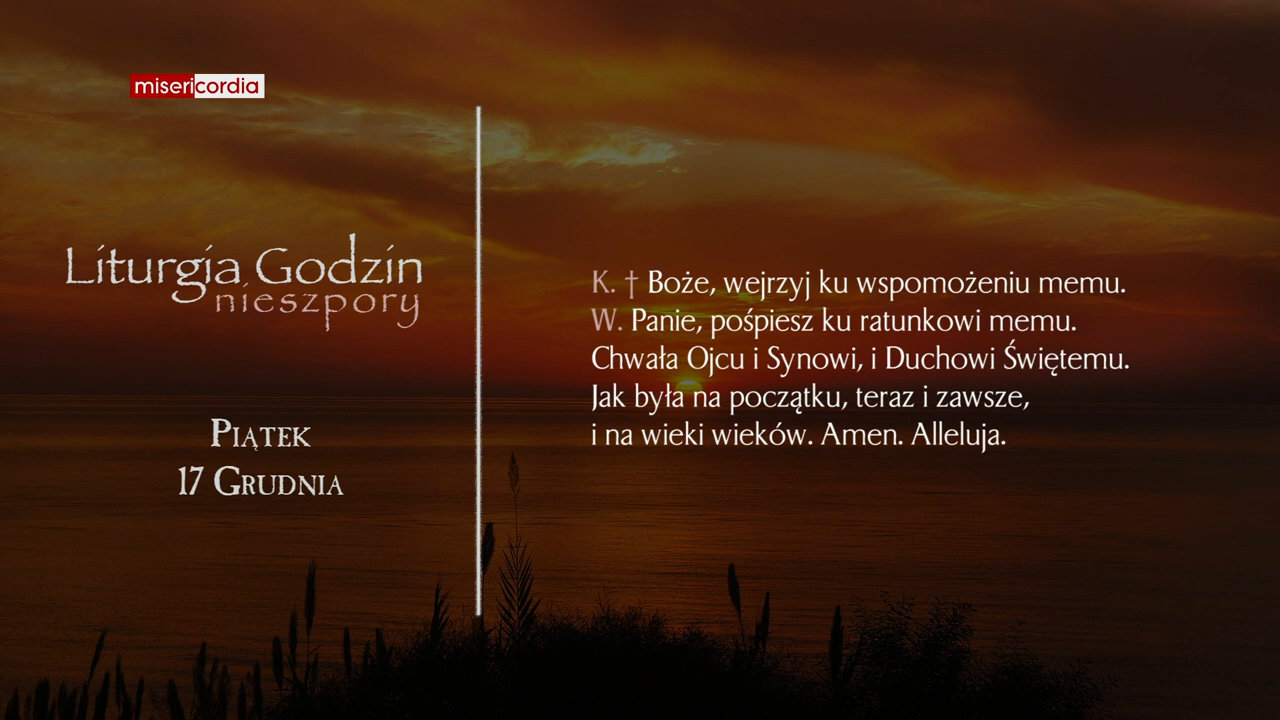 misericordia
Liturgia Godzin
nieszpory
Piątek
17 Grudnia
K. † Boże, wejrzyj ku wspomożeniu memu.
W. Panie, pośpiesz ku ratunkowi memu.
Chwała Ojcu i Synowi, i Duchowi Świętemu.
Jak była na początku, teraz i zawsze,
i na wieki wieków. Amen. Alleluja.